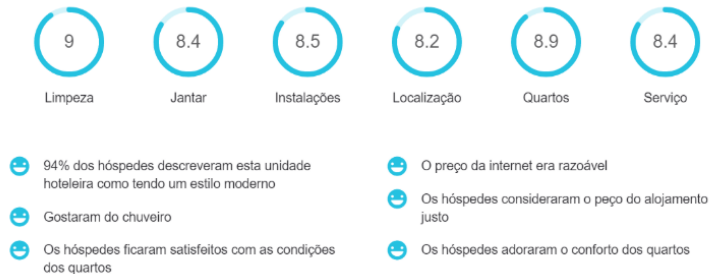 9
8.4
8.5
8.2
8.9
8.4
Limpeza
Jantar
Instalações
Localização
Quartos
Serviço
94% dos hóspedes descreveram esta unidade
hoteleira como tendo um estilo moderno
Gostaram do chuveiro
Os hóspedes ficaram satisfeitos com as condições
dos quartos
O preço da internet era razoável
Os hóspedes consideraram o peço do alojamento
justo
Os hóspedes adoraram o conforto dos quartos